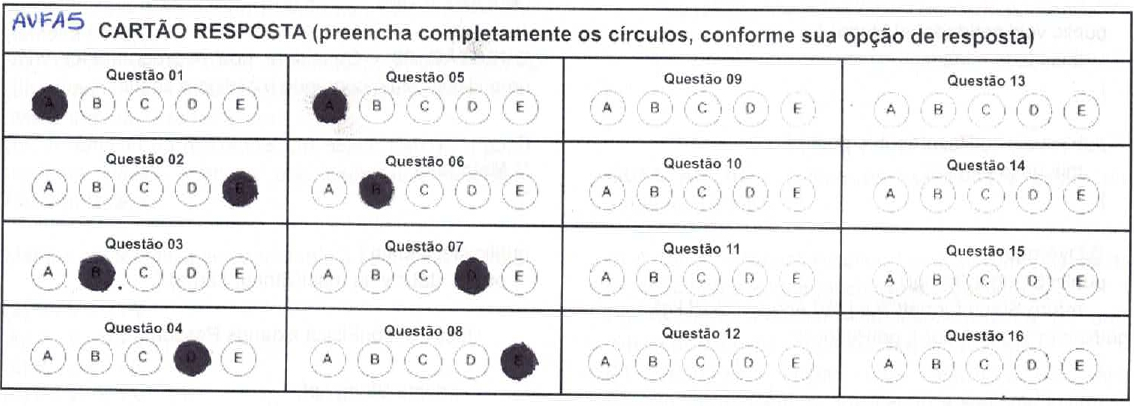 AVFA5
CARTÃO RESPOSTA (preencha completamente os círculos, conforme sua opção de resposta)
Questão 01
A B C D E
Questão 05
A B C D E
Questão 09
A B C D E
Questão 13
A B C D E
Questão 02
A B C D E
Questão 06
A B C D E
Questão 10
A B C D E
Questão 14
A B C D E
Questão 03
A B C D E
Questão 07
A B C D E
Questão 11
A B C D E
Questão 15
A B C D E
Questão 04
A B C D E
Questão 08
A B C D E
Questão 12
A B C D E
Questão 16
A B C D E